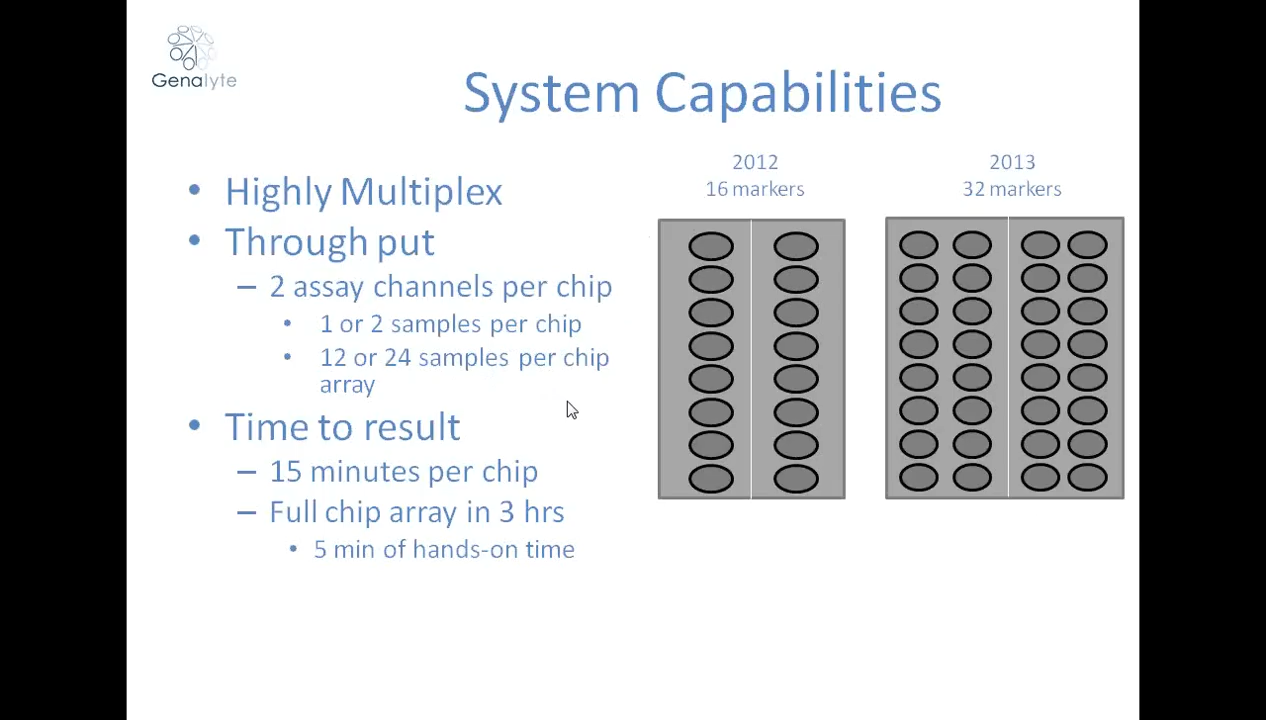 Genalyte
System Capabilities
• Highly Multiplex
• Through put
– 2 assay channels per chip
• 1 or 2 samples per chip
• 12 or 24 samples per chip
array
• Time to result
– 15 minutes per chip
– Full chip array in 3 hrs
• 5 min of hands-on time
2012
16 markers
2013
32 markers